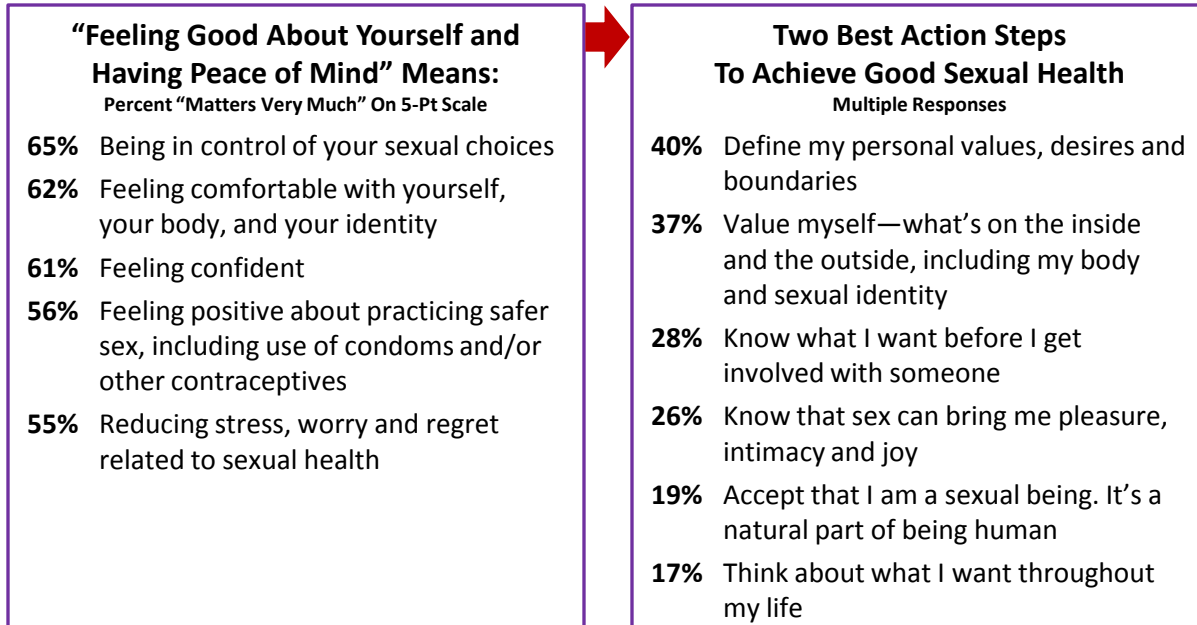 “Feeling Good About Yourself and
Having Peace of Mind” Means:
Percent “Matters Very Much” On 5-Pt Scale
65% Being in control of your sexual choices
62% Feeling comfortable with yourself,
your body, and your identity
61% Feeling confident
56% Feeling positive about practicing safer
sex, including use of condoms and/or
other contraceptives
55% Reducing stress, worry and regret
related to sexual health
Two Best Action Steps
To Achieve Good Sexual Health
Multiple Responses
40% Define my personal values, desires and
boundaries
37% Value myself—what’s on the inside
and the outside, including my body
and sexual identity
28% Know what I want before I get
involved with someone
26% Know that sex can bring me pleasure,
intimacy and joy
19% Accept that I am a sexual being. It’s a
natural part of being human
17% Think about what I want throughout
my life